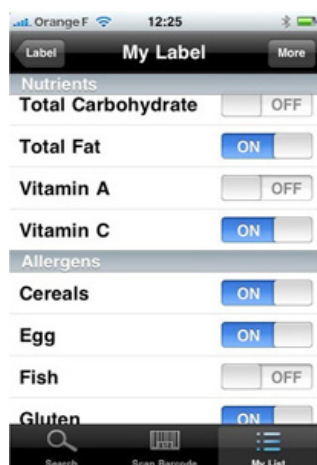 Orange F 12:25
Label My Label More
Nutrients
Total Carbohydrate OFF
Total Fat ON
Vitamin A OFF
Vitamin C ON
Allergens
Cereals ON
Egg ON
Fish OFF
Gluten ON
Search Scan Barcode My List